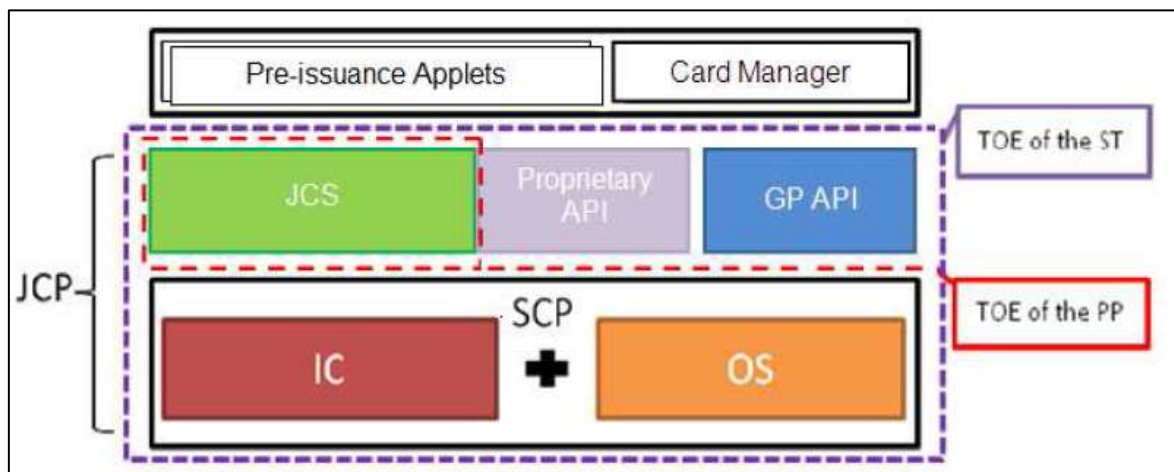 Pre-issuance Applets
Card Manager
TOE of the ST
JCS
Proprietary
API
GP API
JCP
TOE of the PP
SCP
IC
OS